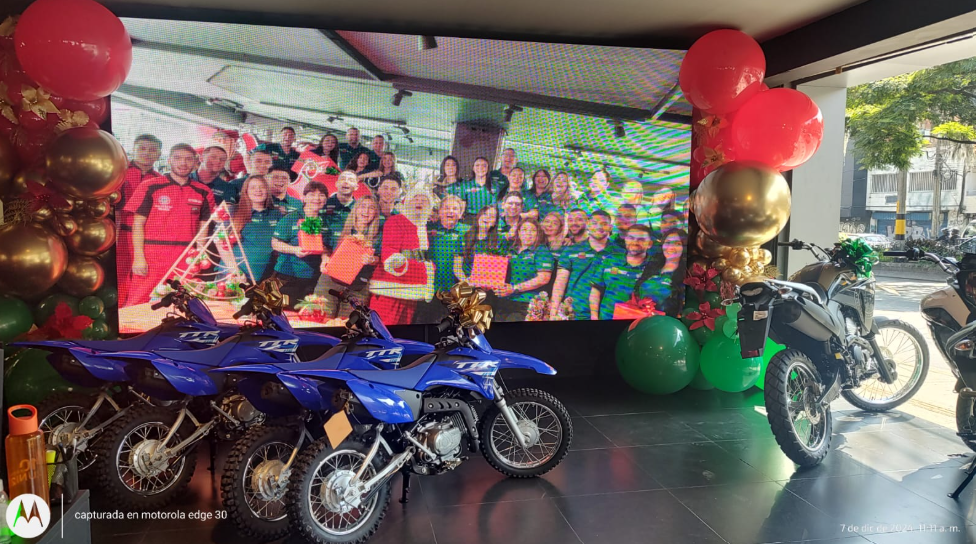 TTR
TTR
TTR
TTR
capturada en motorola edge 30
7 de dic de 2024 11:11 a. m.